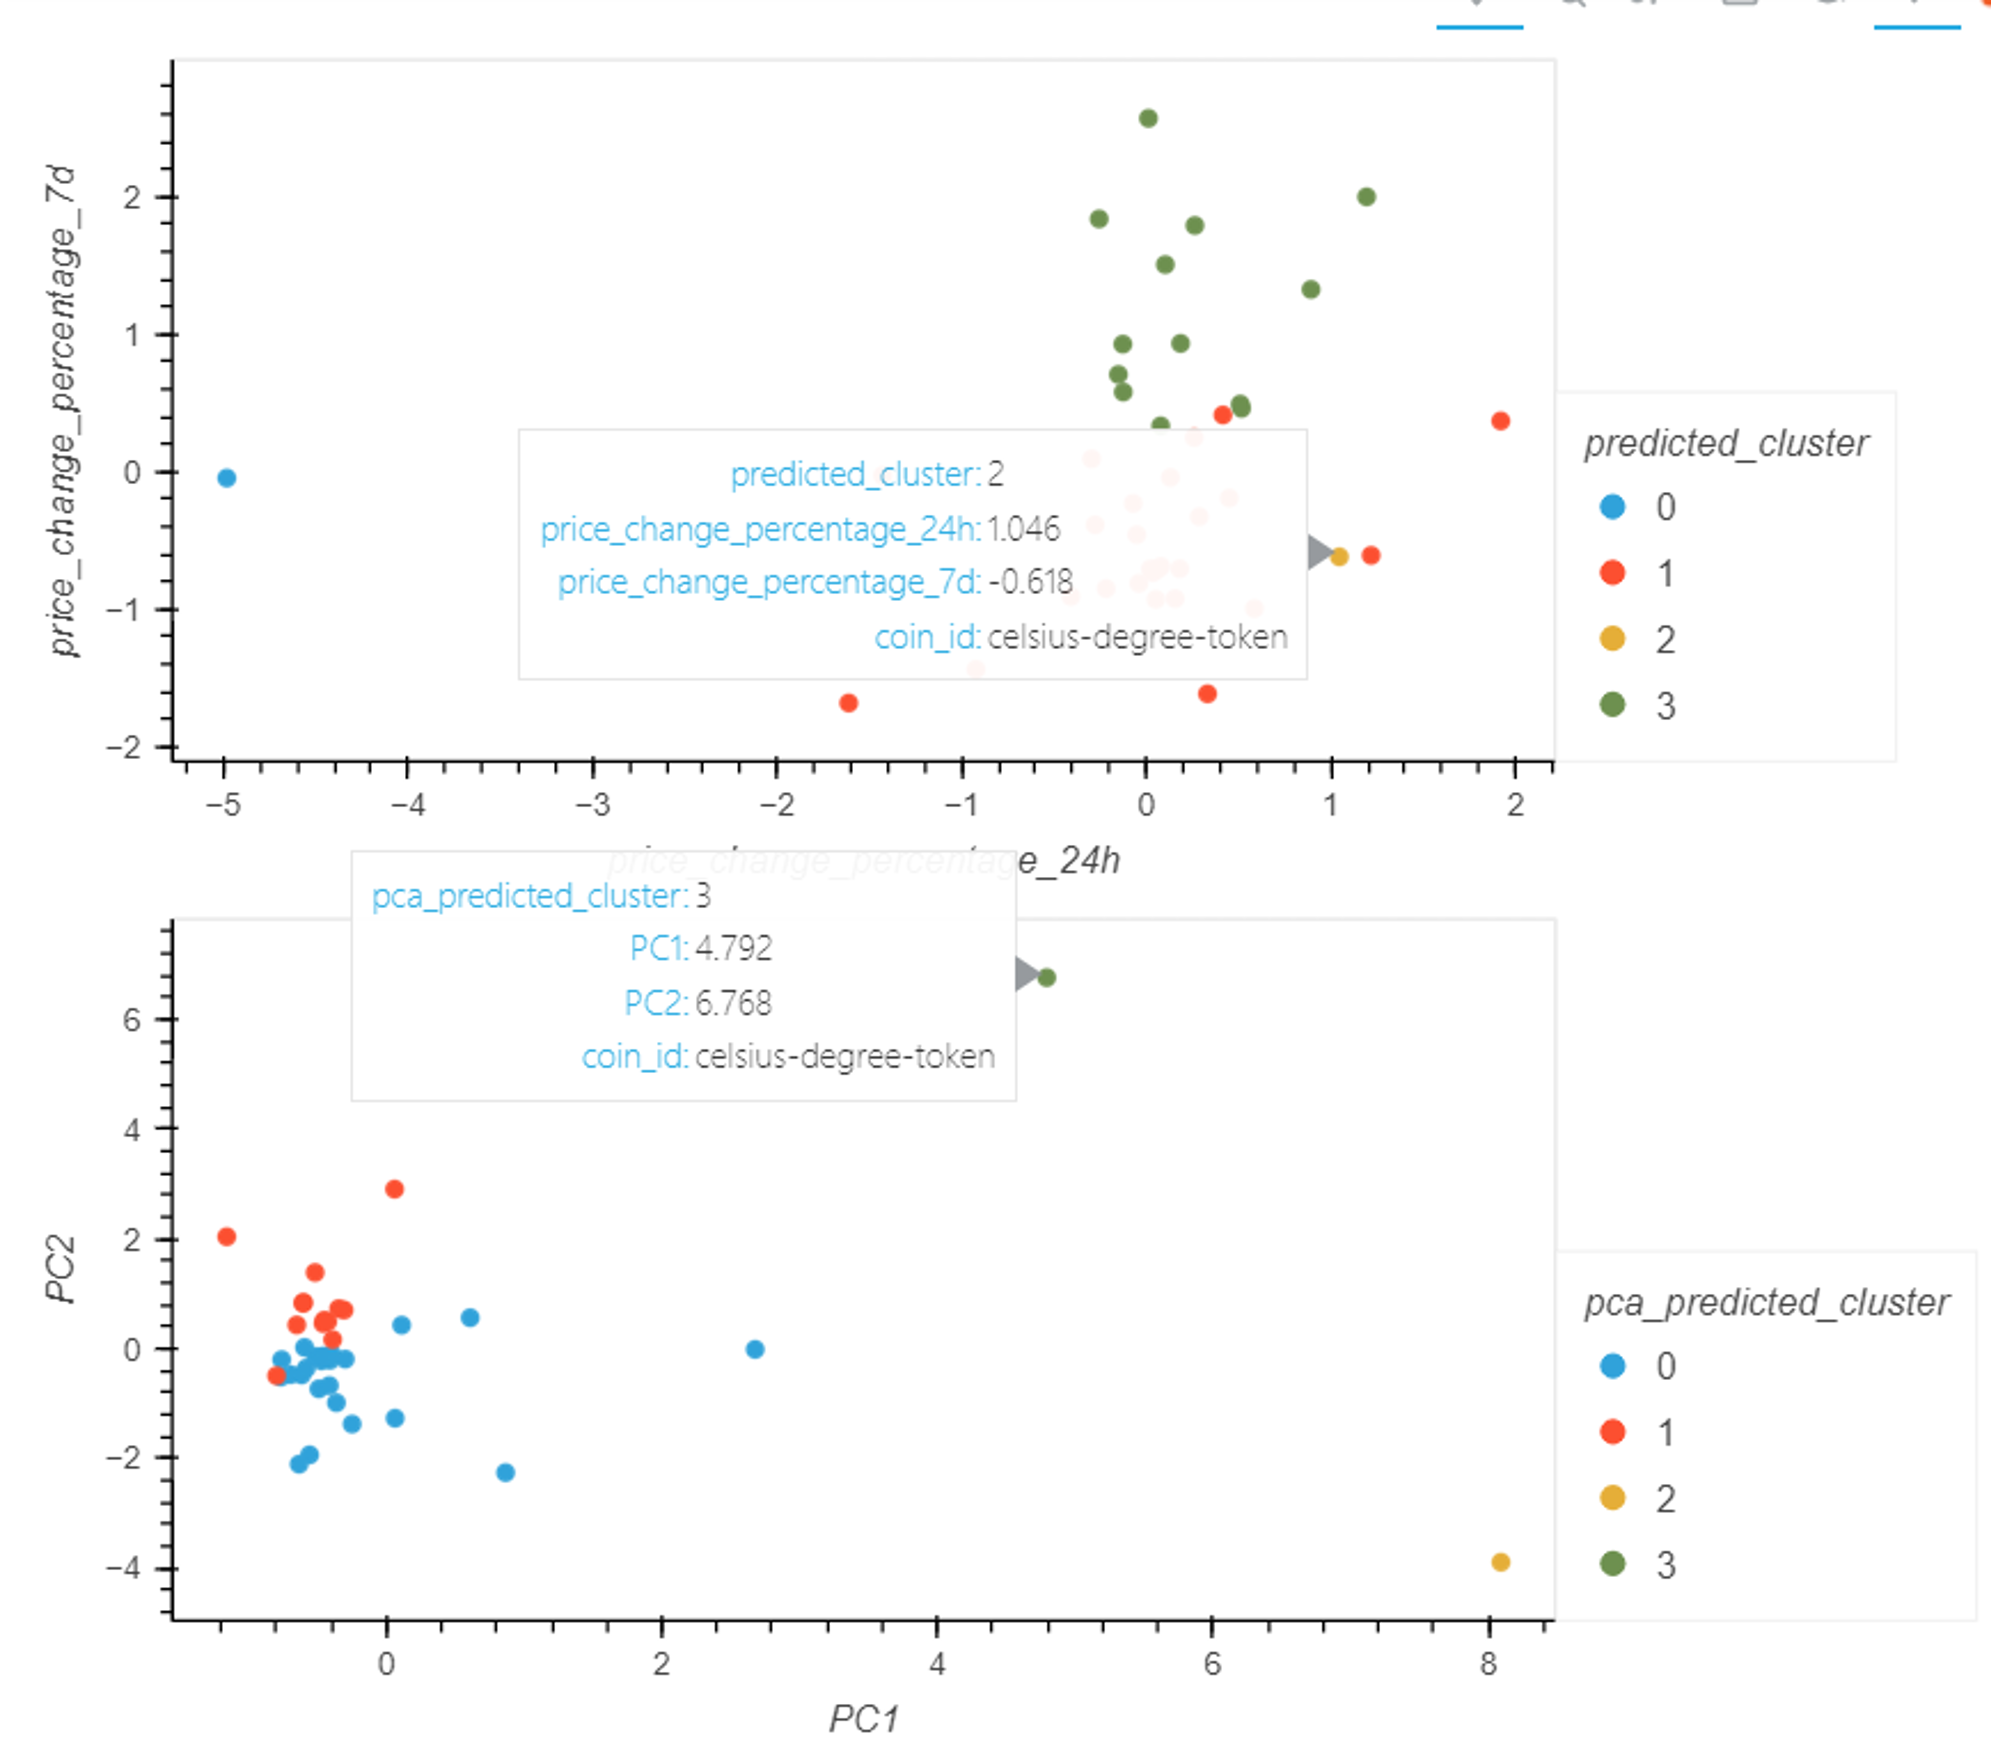 2
1
0
−1
−2
price_change_percentage_7d
predicted_cluster: 2
price_change_percentage_24h: 1.046
price_change_percentage_7d: -0.618
coin_id: celsius-degree-token
predicted_cluster
0
1
2
3
−5 −4 −3 −2 −1 0 1 2
price_change_percentage_24h
pca_predicted_cluster: 3
PC1: 4.792
PC2: 6.768
coin_id: celsius-degree-token
6
4
2
0
−2
−4
PC2
pca_predicted_cluster
0
1
2
3
0 2 4 6 8
PC1